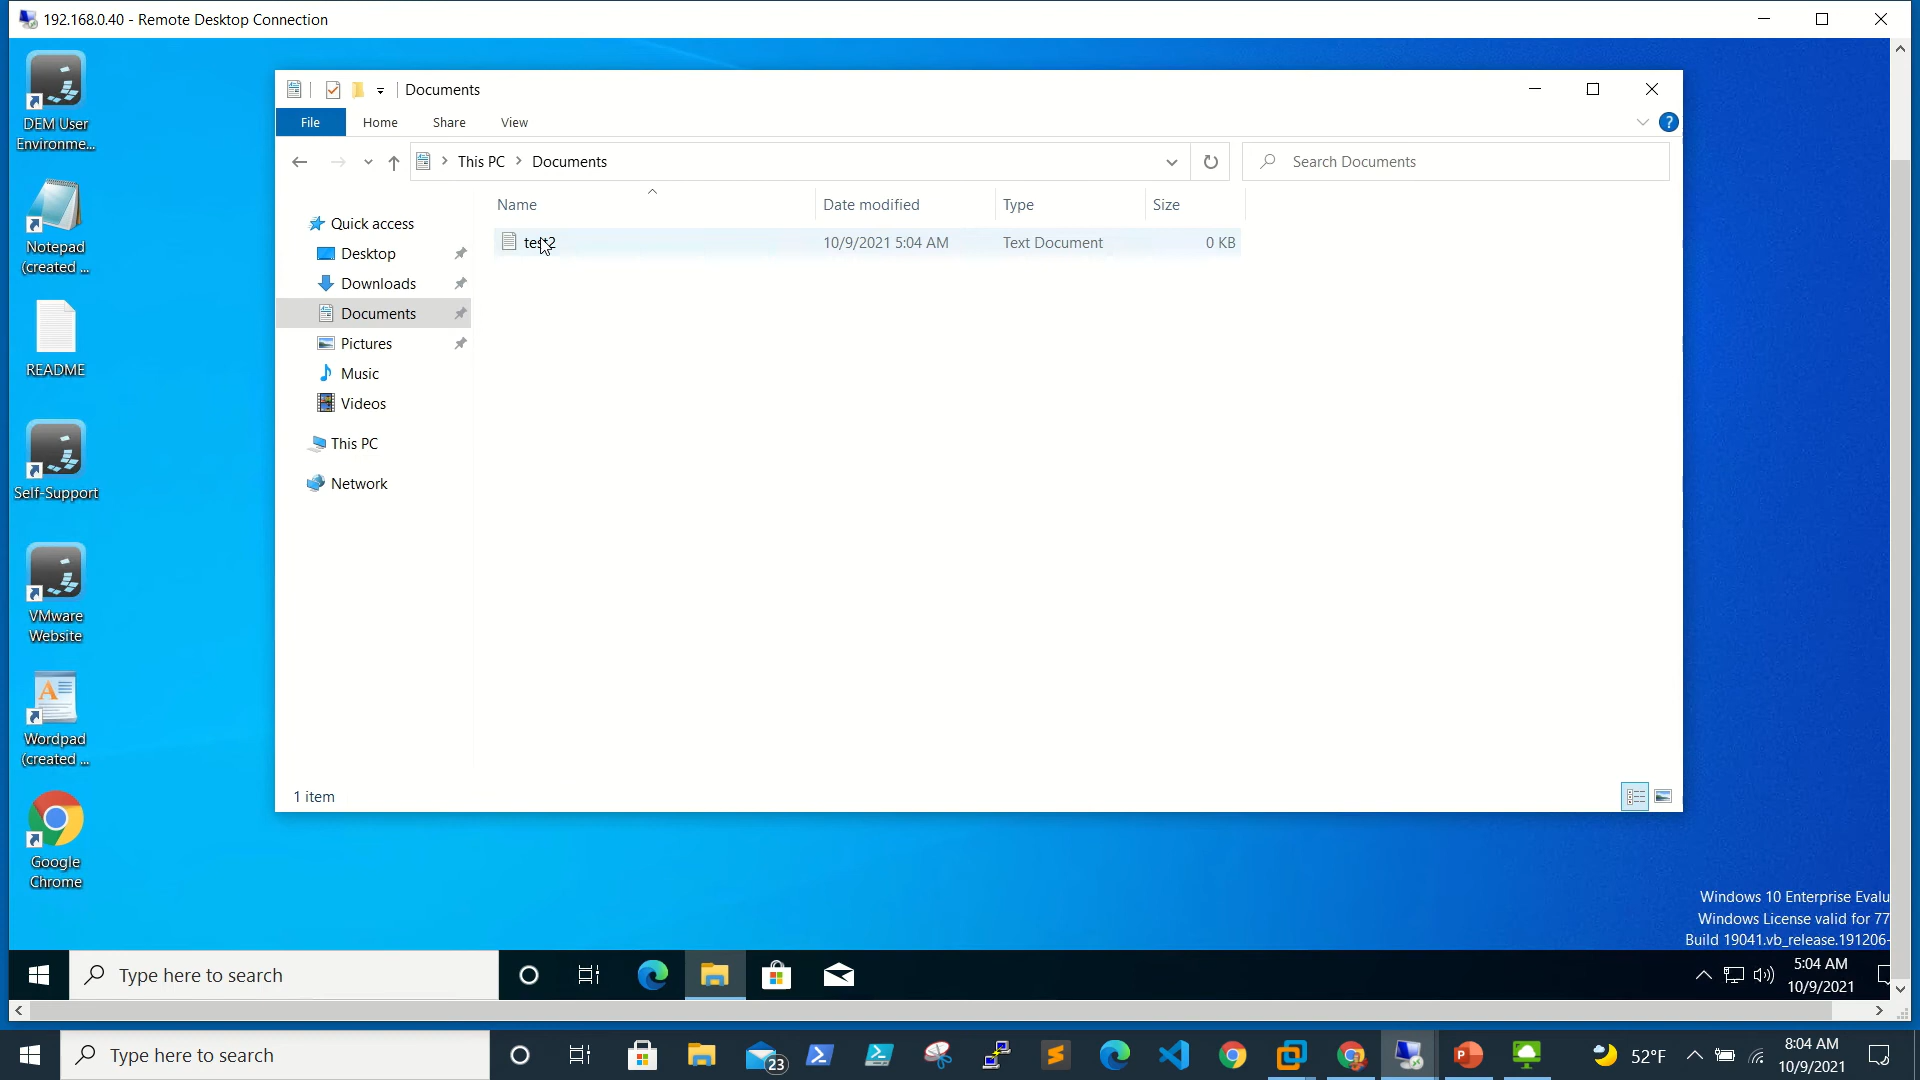 192.168.0.40 - Remote Desktop Connection
DEM User
Environme...
Notepad
(created ...
README
Self-Support
VMware
Website
Wordpad
(created ...
Google
Chrome
Documents
File
Home
Share
View
?
This PC
Documents
Search Documents
Name
Date modified
Type
Size
test2
10/9/2021 5:04 AM
Text Document
0 KB
Quick access
Desktop
Downloads
Documents
Pictures
Music
Videos
This PC
Network
1 item
Windows 10 Enterprise Evalu
Windows License valid for 77
Build 19041.vb_release.191206-
Type here to search
5:04 AM
10/9/2021
Type here to search
23
52°F
8:04 AM
10/9/2021